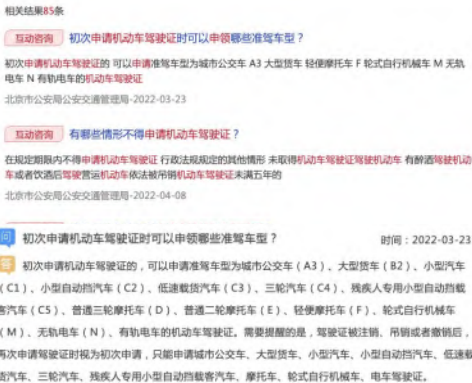 相关结果85条
互动咨询 初次申请机动车驾驶证时可以申领哪些准驾车型？
初次申请机动车驾驶证的 可以申请准驾车型为城市公交车 A3 大型货车 轻便摩托车 F 轮式自行机械车 M 无轨
电车 N 有轨电车的机动车驾驶证
北京市公安局公安交通管理局-2022-03-23
互动咨询 有哪些情形不得申请机动车驾驶证？
在规定期限内不得申请机动车驾驶证 行政法规规定的其他情形 未取得机动车驾驶证驾驶机动车 有醉酒驾驶机动
车或者饮酒后驾驶营运机动车依法被吊销机动车驾驶证未满五年的
北京市公安局公安交通管理局-2022-04-08
问 初次申请机动车驾驶证时可以申领哪些准驾车型？ 时间：2022-03-23
答 初次申请机动车驾驶证的，可以申请准驾车型为城市公交车（A3）、大型货车（B2）、小型汽车
（C1）、小型自动挡汽车（C2）、低速载货汽车（C3）、三轮汽车（C4）、残疾人专用小型自动挡载
客汽车（C5）、普通三轮摩托车（D）、普通二轮摩托车（E）、轻便摩托车（F）、轮式自行机械车
（M）、无轨电车（N）、有轨电车的机动车驾驶证。需要提醒的是，驾驶证被注销、吊销或者撤销后，
再次申请驾驶证时视为初次申请，只能申请城市公交车、大型货车、小型汽车、小型自动挡汽车、低速载
货汽车、三轮汽车、残疾人专用小型自动挡载客汽车、摩托车、轮式自行机械车、电车驾驶证。